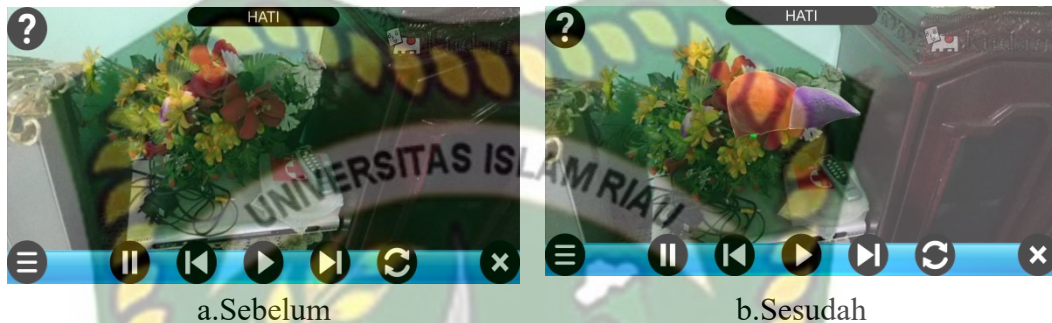 HATI
HATI
?
?
UNIVERSITAS ISLAM RIAU
a.Sebelum
b.Sesudah